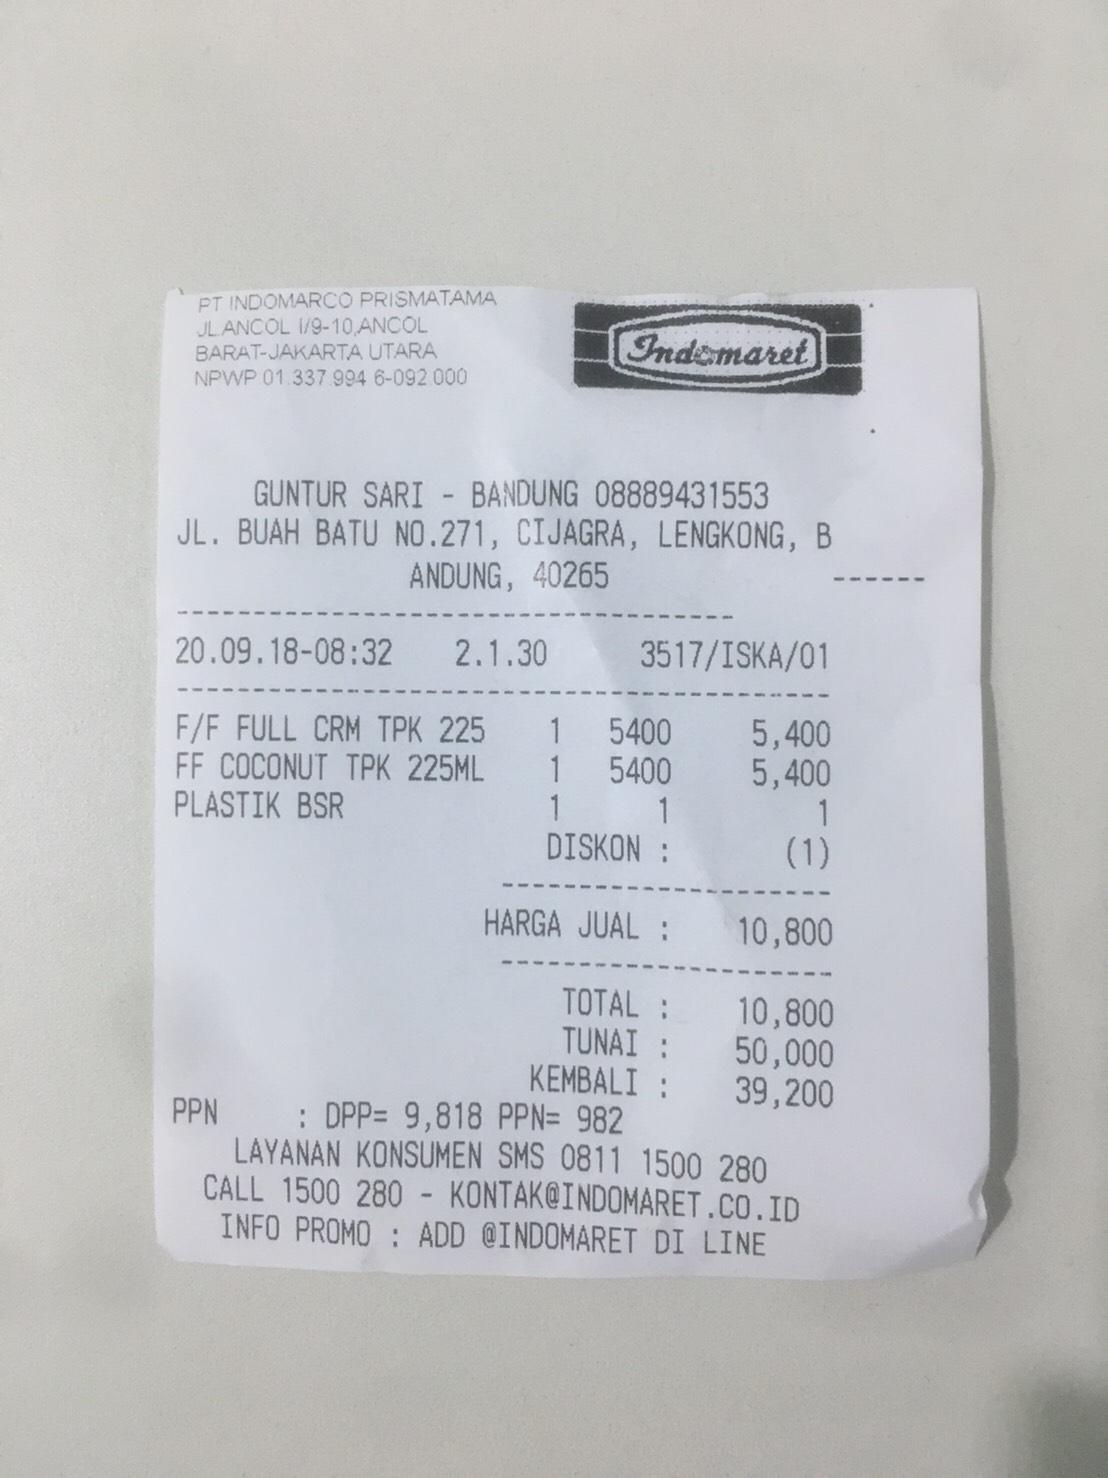 PT INDOMARCO PRISMATAMA
JL.ANCOL I/9-10,ANCOL
BARAT-JAKARTA UTARA
NPWP 01.337.994.6-092.000
Indomaret
GUNTUR SARI - BANDUNG 08889431553
JL. BUAH BATU NO.271, CIJAGRA, LENGKONG, B
ANDUNG, 40265 ------
------------------------------------
20.09.18-08:32 2.1.30 3517/ISKA/01
------------------------------------------
F/F FULL CRM TPK 225 1 5400 5,400
FF COCONUT TPK 225ML 1 5400 5,400
PLASTIK BSR 1 1 1
DISKON : (1)
---------------------
HARGA JUAL : 10,800
---------------------
TOTAL : 10,800
TUNAI : 50,000
KEMBALI : 39,200
PPN : DPP= 9,818 PPN= 982
LAYANAN KONSUMEN SMS 0811 1500 280
CALL 1500 280 - KONTAK@INDOMARET.CO.ID
INFO PROMO : ADD @INDOMARET DI LINE